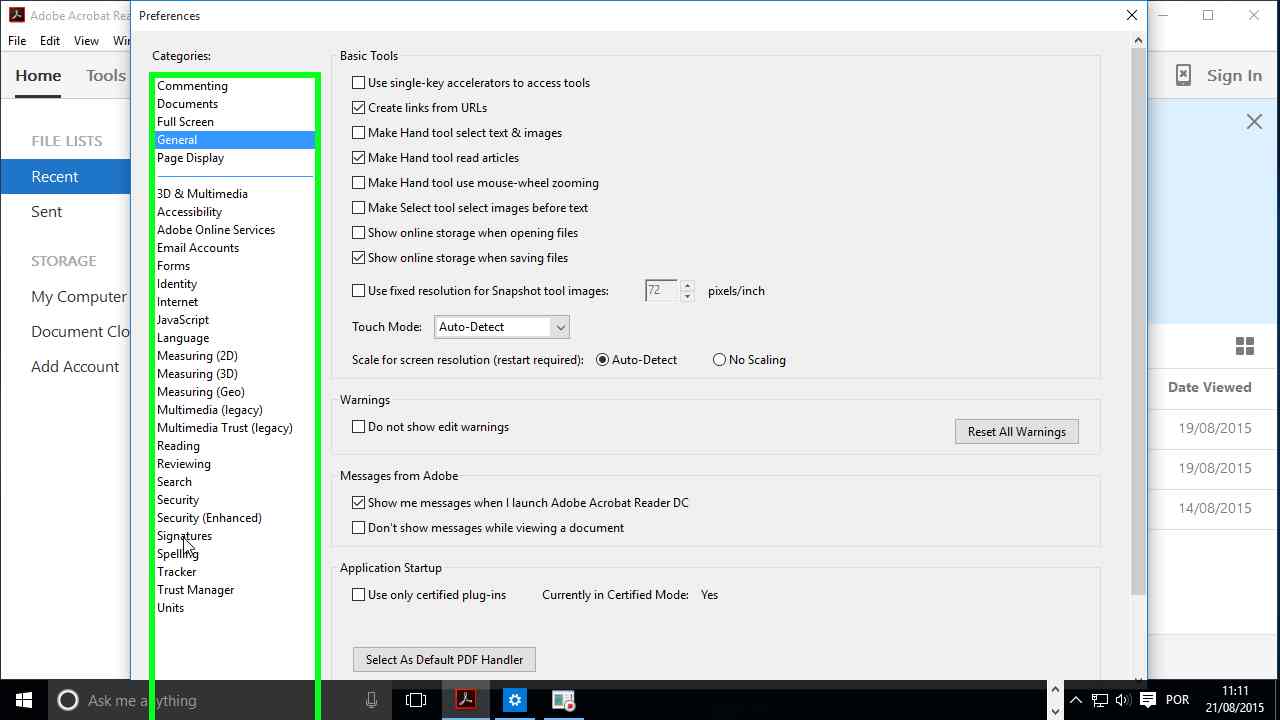 Adobe Acrobat Rea
Preferences
File Edit View Win
Home Tools
Sign In
FILE LISTS
Recent
Sent
STORAGE
My Computer
Document Clo
Add Account
Categories:
Commenting
Documents
Full Screen
General
Page Display
3D & Multimedia
Accessibility
Adobe Online Services
Email Accounts
Forms
Identity
Internet
JavaScript
Language
Measuring (2D)
Measuring (3D)
Measuring (Geo)
Multimedia (legacy)
Multimedia Trust (legacy)
Reading
Reviewing
Search
Security
Security (Enhanced)
Signatures
Spelling
Tracker
Trust Manager
Units
Basic Tools
Use single-key accelerators to access tools
Create links from URLs
Make Hand tool select text & images
Make Hand tool read articles
Make Hand tool use mouse-wheel zooming
Make Select tool select images before text
Show online storage when opening files
Show online storage when saving files
Use fixed resolution for Snapshot tool images: 72 pixels/inch
Touch Mode: Auto-Detect
Scale for screen resolution (restart required): Auto-Detect No Scaling
Warnings
Do not show edit warnings
Reset All Warnings
Messages from Adobe
Show me messages when I launch Adobe Acrobat Reader DC
Don't show messages while viewing a document
Application Startup
Use only certified plug-ins Currently in Certified Mode: Yes
Select As Default PDF Handler
Date Viewed
19/08/2015
19/08/2015
14/08/2015
Ask me anything
POR
11:11
21/08/2015